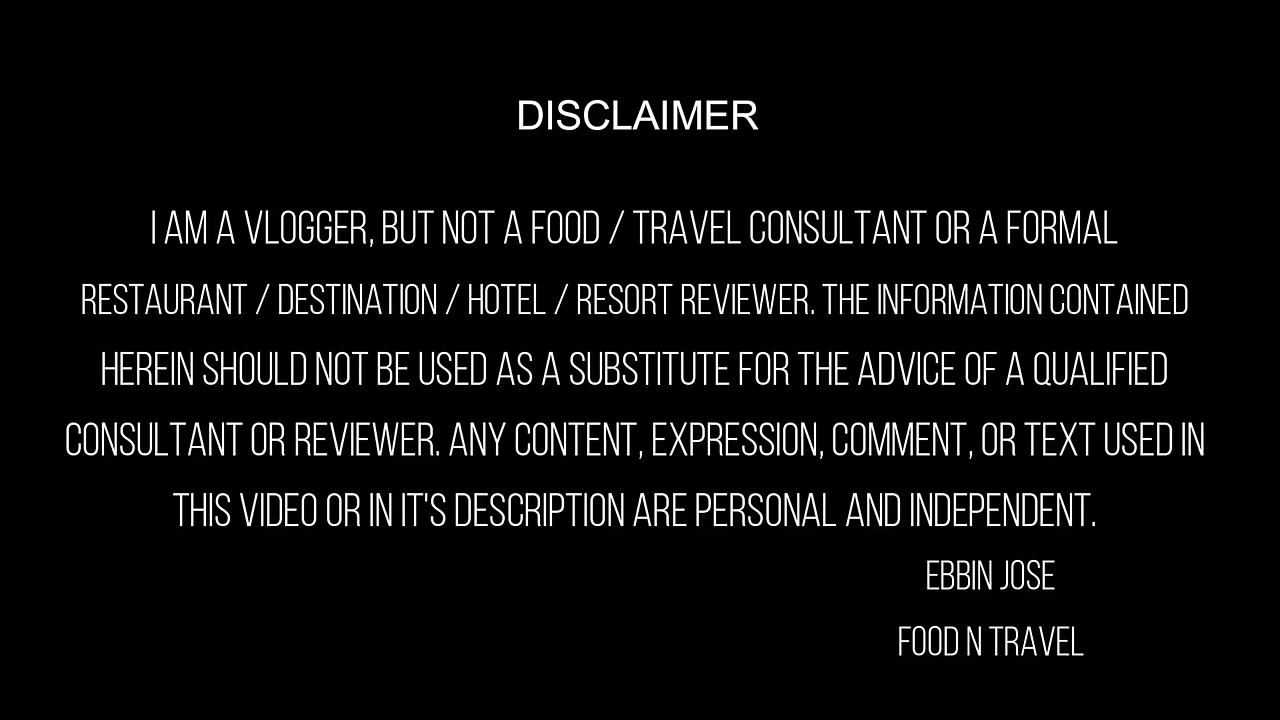 DISCLAIMER
I AM A VLOGGER, BUT NOT A FOOD / TRAVEL CONSULTANT OR A FORMAL
RESTAURANT / DESTINATION / HOTEL / RESORT REVIEWER. THE INFORMATION CONTAINED
HEREIN SHOULD NOT BE USED AS A SUBSTITUTE FOR THE ADVICE OF A QUALIFIED
CONSULTANT OR REVIEWER. ANY CONTENT, EXPRESSION, COMMENT, OR TEXT USED IN
THIS VIDEO OR IN IT'S DESCRIPTION ARE PERSONAL AND INDEPENDENT.
EBBIN JOSE
FOOD N TRAVEL